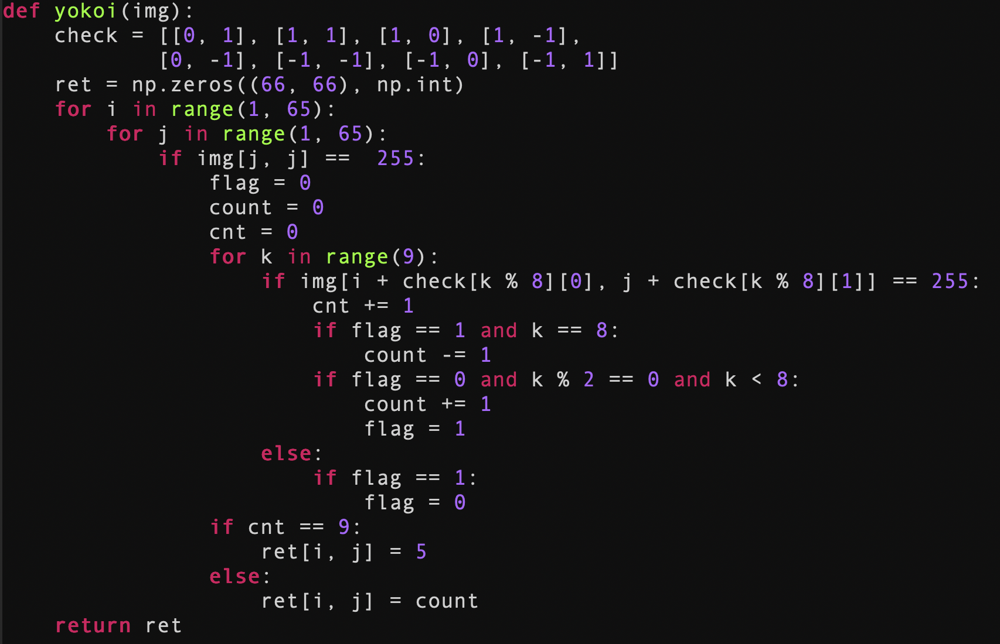 def yokoi(img):
    check = [[0, 1], [1, 1], [1, 0], [1, -1],
            [0, -1], [-1, -1], [-1, 0], [-1, 1]]
    ret = np.zeros((66, 66), np.int)
    for i in range(1, 65):
        for j in range(1, 65):
            if img[j, j] ==  255:
                flag = 0
                count = 0
                cnt = 0
                for k in range(9):
                    if img[i + check[k % 8][0], j + check[k % 8][1]] == 255:
                        cnt += 1
                        if flag == 1 and k == 8:
                            count -= 1
                        if flag == 0 and k % 2 == 0 and k < 8:
                            count += 1
                            flag = 1
                    else:
                        if flag == 1:
                            flag = 0
                if cnt == 9:
                    ret[i, j] = 5
                else:
                    ret[i, j] = count
    return ret